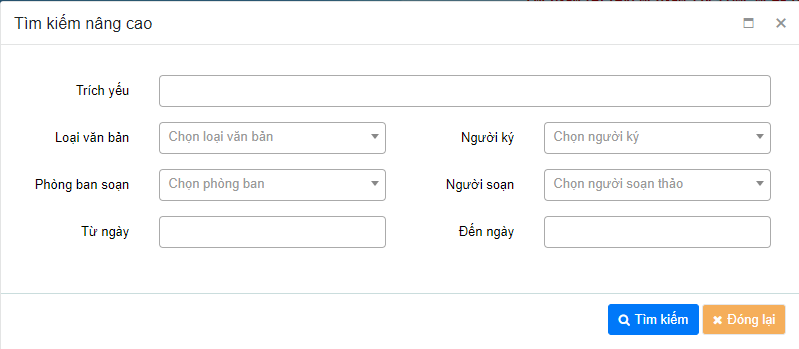 Tìm kiếm nâng cao
Trích yếu
Loại văn bản Chọn loại văn bản Người ký Chọn người ký
Phòng ban soạn Chọn phòng ban Người soạn Chọn người soạn thảo
Từ ngày Đến ngày
Tìm kiếm Đóng lại